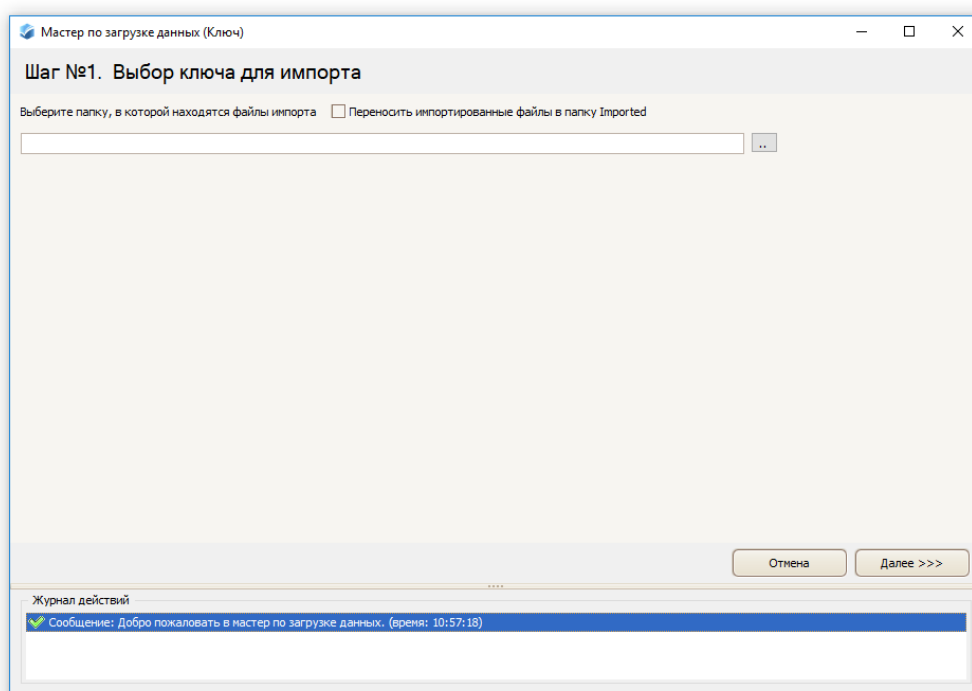 Мастер по загрузке данных (Ключ)
Шаг №1. Выбор ключа для импорта
Выберите папку, в которой находятся файлы импорта Переносить импортированные файлы в папку Imported
..
Отмена Далее >>>
Журнал действий
Сообщение: Добро пожаловать в мастер по загрузке данных. (время: 10:57:18)